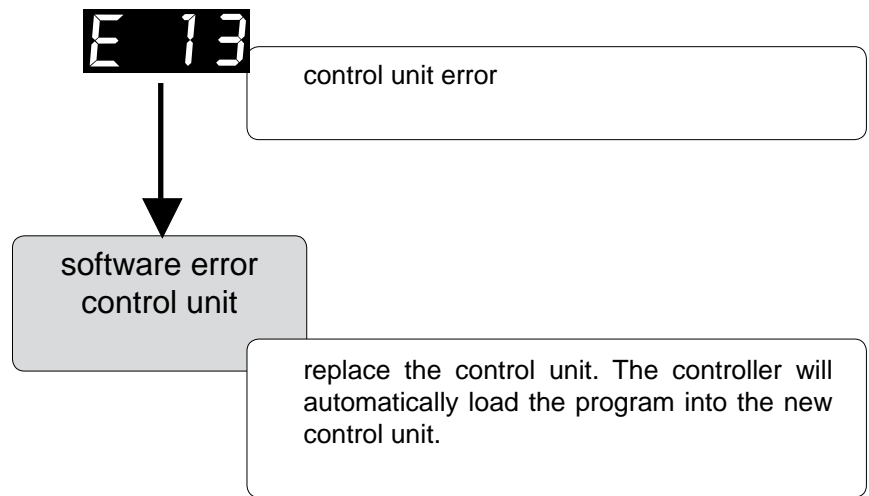 E 13
control unit error
software error
control unit
replace the control unit. The controller will
automatically load the program into the new
control unit.